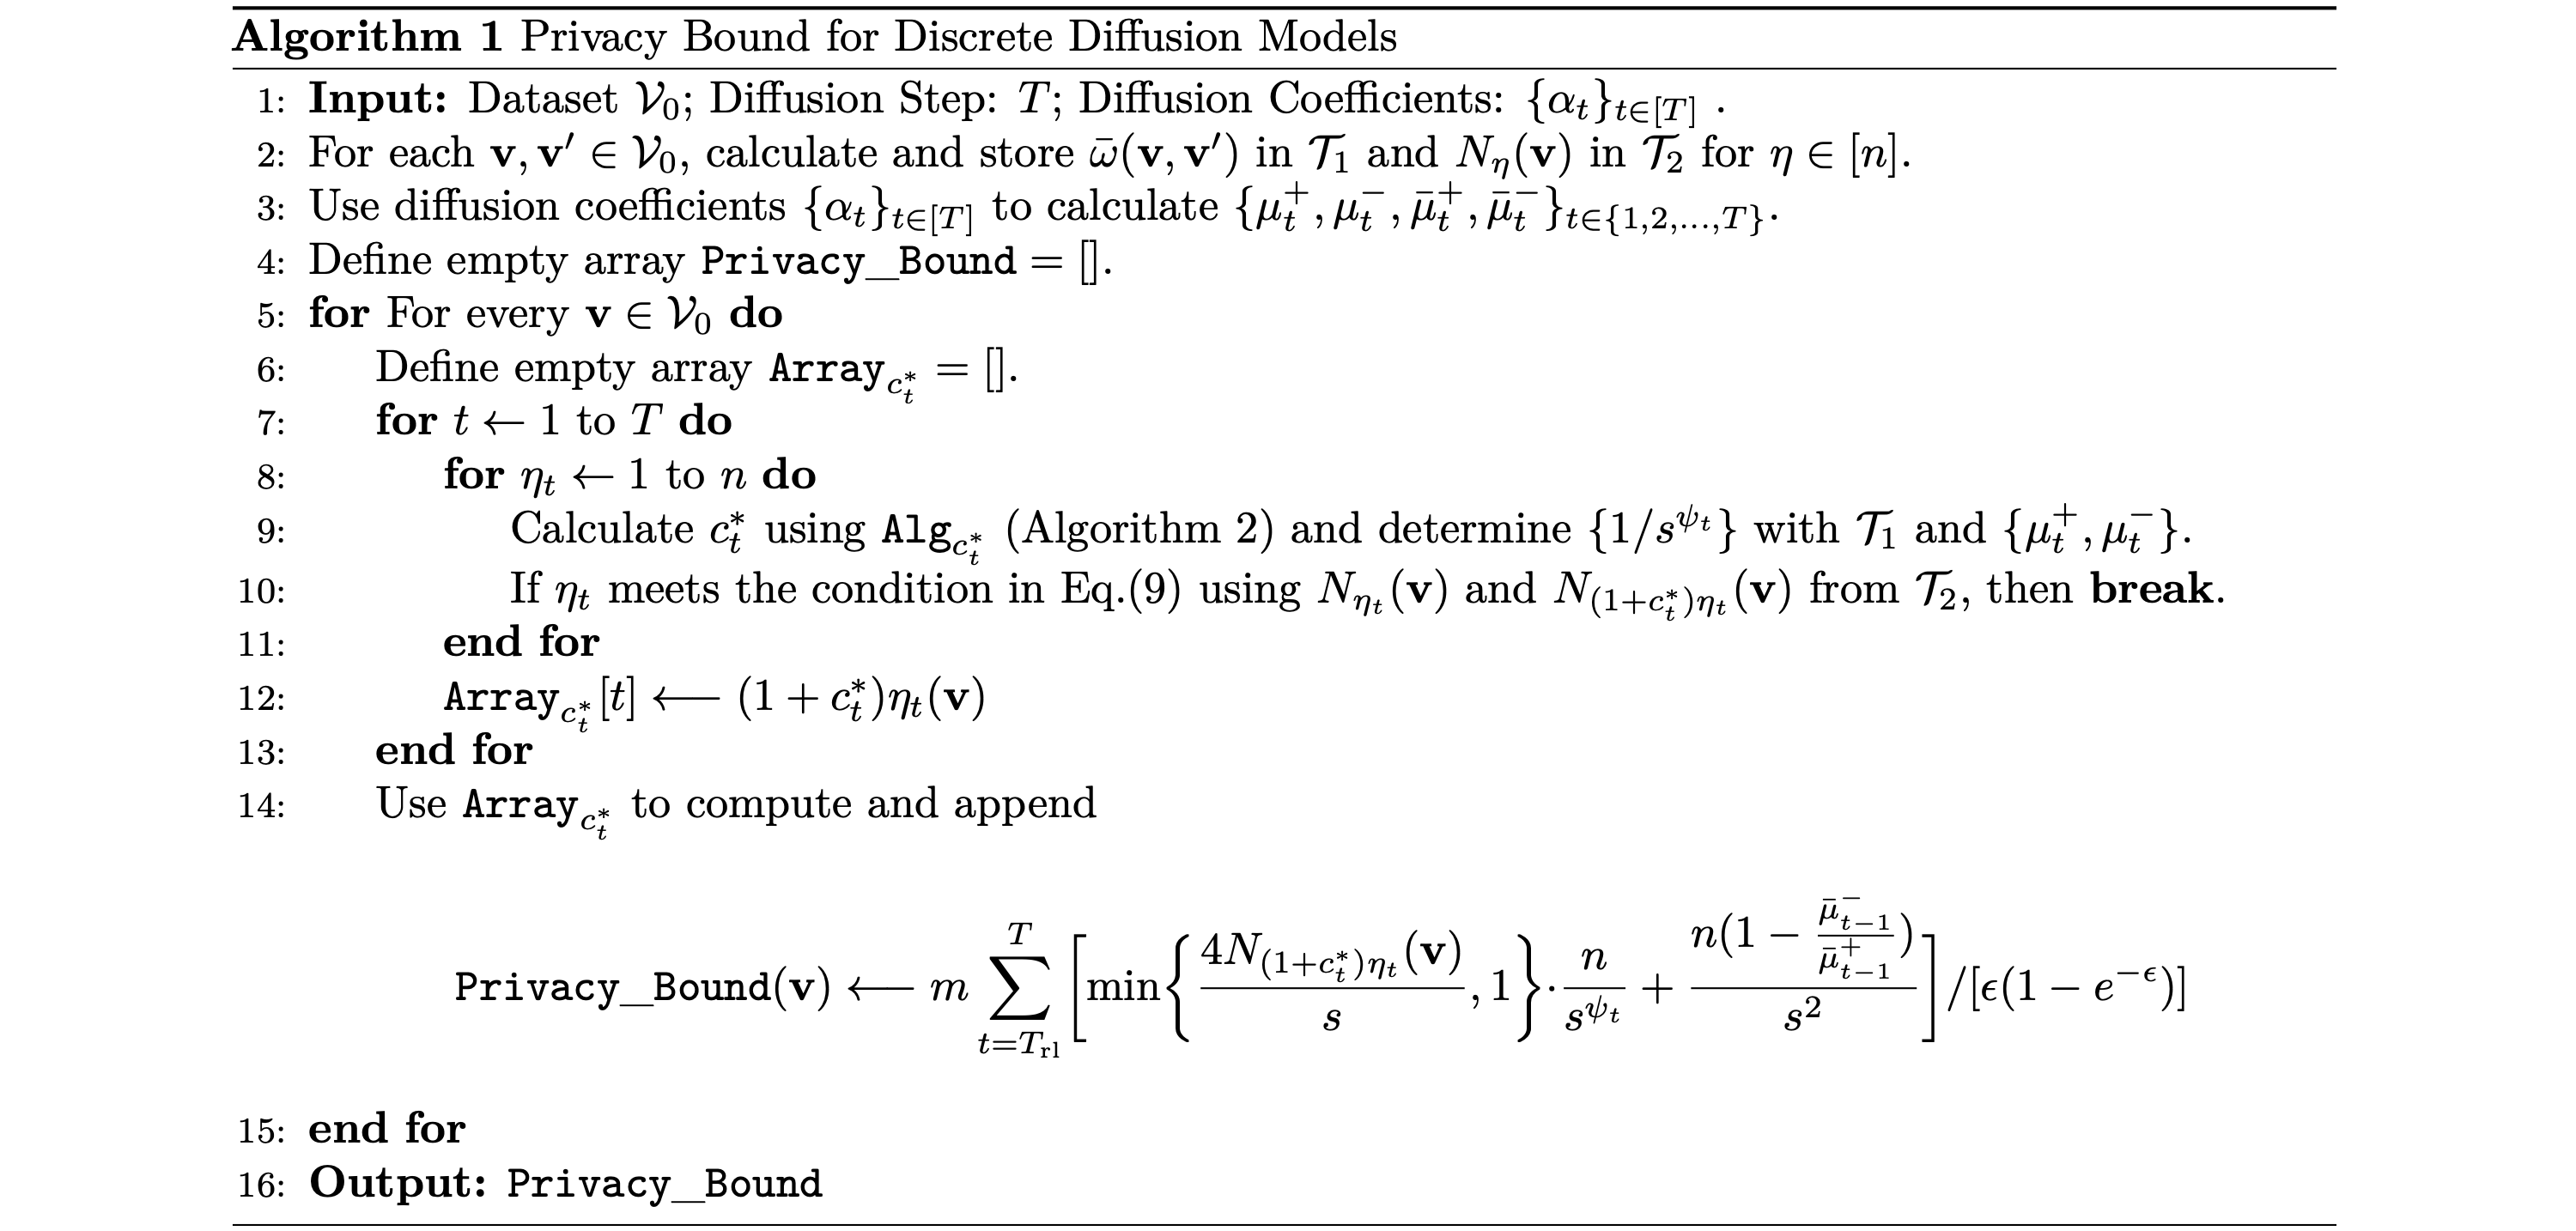 Algorithm 1 Privacy Bound for Discrete Diffusion Models
1: Input: Dataset $\mathcal{V}_0$; Diffusion Step: $T$; Diffusion Coefficients: $\{\alpha_t\}_{t\in[T]}$ .
2: For each $\mathbf{v}, \mathbf{v}' \in \mathcal{V}_0$, calculate and store $\bar{\omega}(\mathbf{v}, \mathbf{v}')$ in $\mathcal{T}_1$ and $N_\eta(\mathbf{v})$ in $\mathcal{T}_2$ for $\eta \in [n]$.
3: Use diffusion coefficients $\{\alpha_t\}_{t\in[T]}$ to calculate $\{\mu_t^+, \mu_t^-, \bar{\mu}_t^+, \bar{\mu}_t^-\}_{t\in\{1,2,...,T\}}$.
4: Define empty array Privacy_Bound = [].
5: for For every $\mathbf{v} \in \mathcal{V}_0$ do
6: Define empty array $\texttt{Array}_{c_t^*}$ = [].
7: for $t \leftarrow 1$ to $T$ do
8: for $\eta_t \leftarrow 1$ to $n$ do
9: Calculate $c_t^*$ using $\texttt{Alg}_{c_t^*}$ (Algorithm 2) and determine $\{1/s^{\psi_t}\}$ with $\mathcal{T}_1$ and $\{\mu_t^+, \mu_t^-\}$.
10: If $\eta_t$ meets the condition in Eq.(9) using $N_{\eta_t}(\mathbf{v})$ and $N_{(1+c_t^*)\eta_t}(\mathbf{v})$ from $\mathcal{T}_2$, then break.
11: end for
12: $\texttt{Array}_{c_t^*}[t] \longleftarrow (1 + c_t^*)\eta_t(\mathbf{v})$
13: end for
14: Use $\texttt{Array}_{c_t^*}$ to compute and append
$\texttt{Privacy\_Bound}(\mathbf{v}) \longleftarrow m \sum_{t=T_{\mathrm{rl}}}^{T} \left[ \min\left\{ \frac{4N_{(1+c_t^*)\eta_t}(\mathbf{v})}{s}, 1 \right\} \cdot \frac{n}{s^{\psi_t}} + \frac{n(1 - \frac{\bar{\mu}_{t-1}^-}{\bar{\mu}_{t-1}^+})}{s^2} \right] / [\epsilon(1 - e^{-\epsilon})]$
15: end for
16: Output: Privacy_Bound